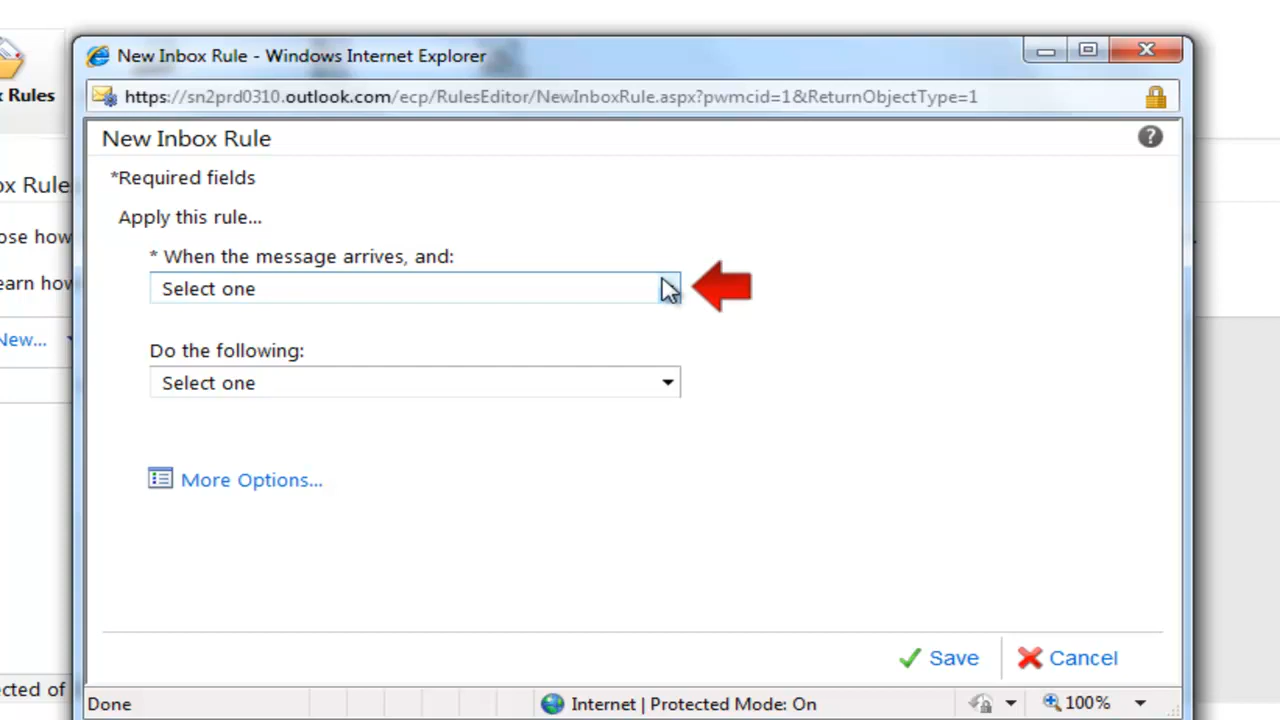 New Inbox Rule - Windows Internet Explorer
https://sn2prd0310.outlook.com/ecp/RulesEditor/NewInboxRule.aspx?pwmcid=1&ReturnObjectType=1
x Rules
New Inbox Rule
?
*Required fields
ox Rule
Apply this rule...
ose how
* When the message arrives, and:
earn how
Select one
New...
Do the following:
Select one
More Options...
Save
Cancel
cted of
Done
Internet | Protected Mode: On
100%